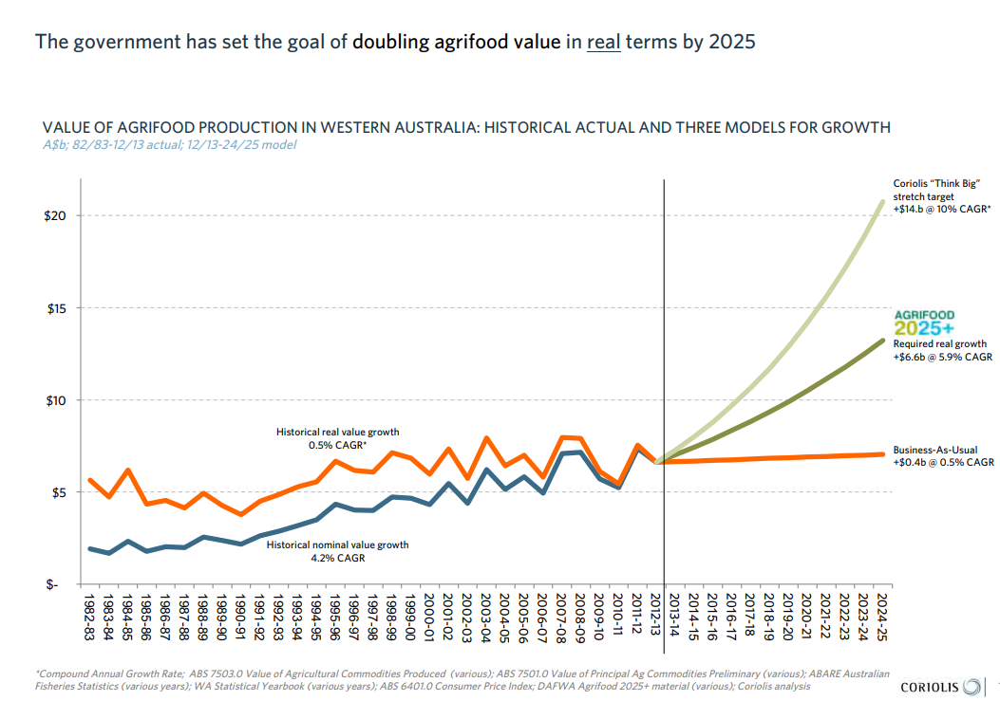 The government has set the goal of doubling agrifood value in real terms by 2025
VALUE OF AGRIFOOD PRODUCTION IN WESTERN AUSTRALIA: HISTORICAL ACTUAL AND THREE MODELS FOR GROWTH
A$b; 82/83-12/13 actual; 12/13-24/25 model
Coriolis “Think Big”
stretch target
+$14.b @ 10% CAGR*
$20
$15
AGRIFOOD
2025+
Required real growth
+$6.6b @ 5.9% CAGR
$10
Historical real value growth
0.5% CAGR*
Business-As-Usual
+$0.4b @ 0.5% CAGR
$5
Historical nominal value growth
4.2% CAGR
$-
1982-83
1983-84
1984-85
1985-86
1986-87
1987-88
1988-89
1989-90
1990-91
1991-92
1992-93
1993-94
1994-95
1995-96
1996-97
1997-98
1998-99
1999-00
2000-01
2001-02
2002-03
2003-04
2004-05
2005-06
2006-07
2007-08
2008-09
2009-10
2010-11
2011-12
2012-13
2013-14
2014-15
2015-16
2016-17
2017-18
2018-19
2019-20
2020-21
2021-22
2022-23
2023-24
2024-25
*Compound Annual Growth Rate; ABS 7503.0 Value of Agricultural Commodities Produced (various); ABS 7501.0 Value of Principal Ag Commodities Preliminary (various); ABARE Australian
Fisheries Statistics (various years); WA Statistical Yearbook (various years); ABS 6401.0 Consumer Price Index; DAFWA Agrifood 2025+ material (various); Coriolis analysis
CORIOLIS